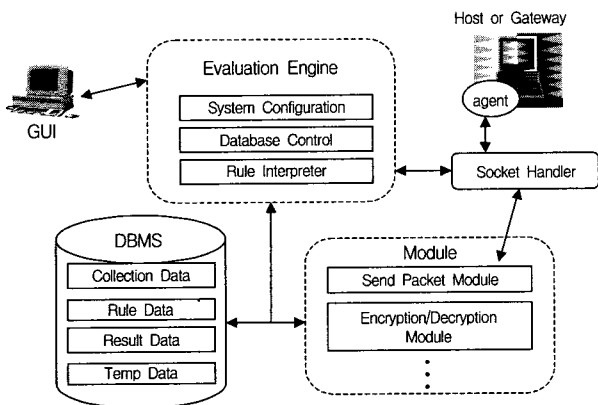 Host or Gateway
Evaluation Engine
System Configuration
Database Control
Rule Interpreter
GUI
agent
Socket Handler
DBMS
Collection Data
Rule Data
Result Data
Temp Data
Module
Send Packet Module
Encryption/Decryption
Module